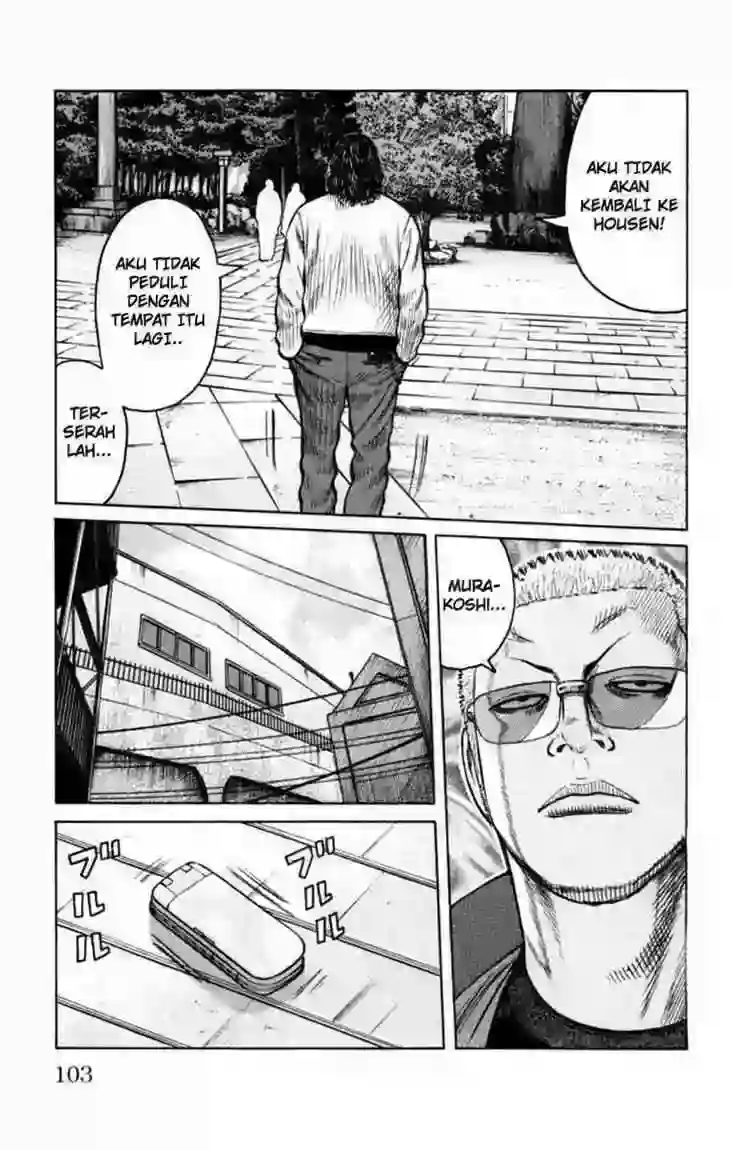 AKU TIDAK
AKAN
KEMBALI KE
HOUSEN!
AKU TIDAK
PEDULI
DENGAN
TEMPAT ITU
LAGI..
TER-
SERAH
LAH...
MURA-
KOSHI...
ブルル
ブルル
103